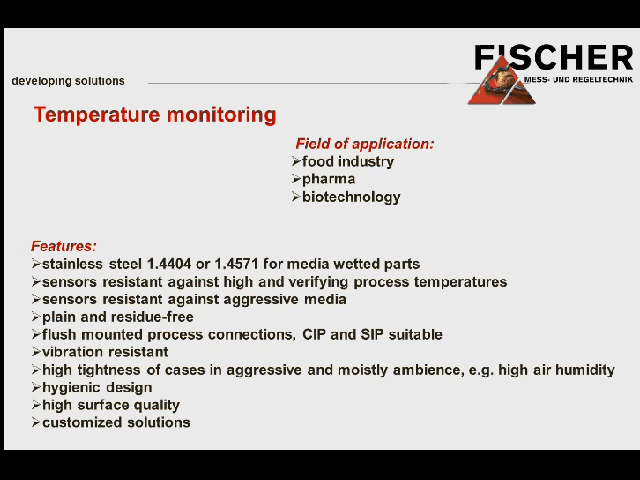 FISCHER
MESS- UND REGELTECHNIK
developing solutions
Temperature monitoring
Field of application:
➢food industry
➢pharma
➢biotechnology
Features:
➢stainless steel 1.4404 or 1.4571 for media wetted parts
➢sensors resistant against high and verifying process temperatures
➢sensors resistant against aggressive media
➢plain and residue-free
➢flush mounted process connections, CIP and SIP suitable
➢vibration resistant
➢high tightness of cases in aggressive and moistly ambience, e.g. high air humidity
➢hygienic design
➢high surface quality
➢customized solutions